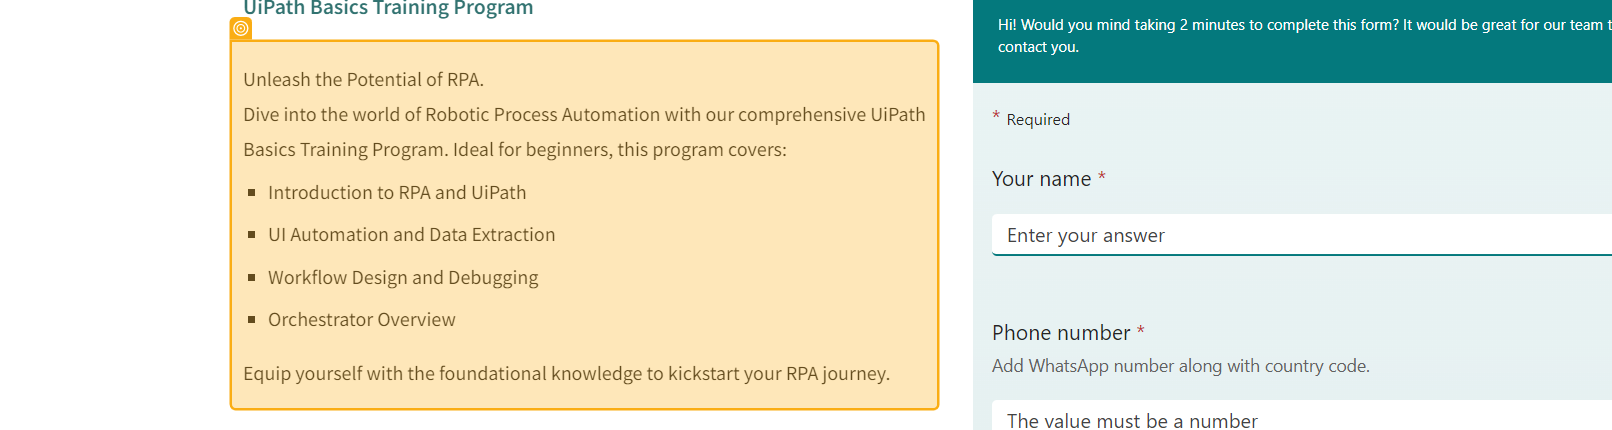 UiPath Basics Training Program
Unleash the Potential of RPA.
Dive into the world of Robotic Process Automation with our comprehensive UiPath
Basics Training Program. Ideal for beginners, this program covers:
Introduction to RPA and UiPath
UI Automation and Data Extraction
Workflow Design and Debugging
Orchestrator Overview
Equip yourself with the foundational knowledge to kickstart your RPA journey.
Hi! Would you mind taking 2 minutes to complete this form? It would be great for our team
contact you.
* Required
Your name *
Enter your answer
Phone number *
Add WhatsApp number along with country code.
The value must be a number